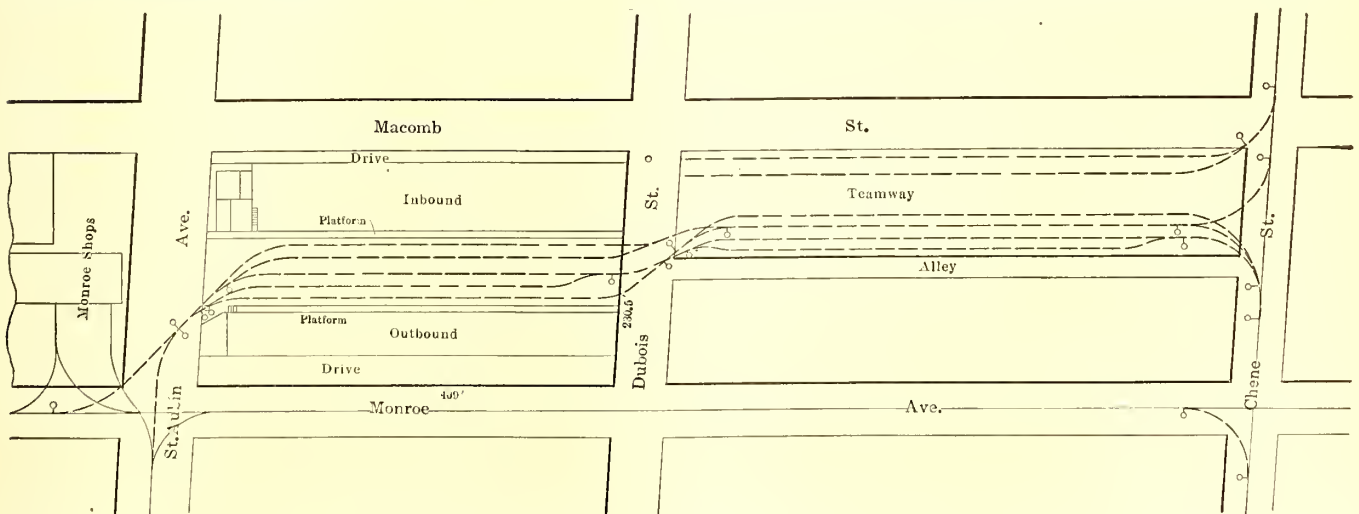 Macomb St.
Drive
Inbound
Platform
St.
Teamway
Ave.
Monroe Shops
Alley
St.
Platform
Outbound
230.5'
Drive
Dubois
Chene
St. Aubin
409'
Monroe Ave.